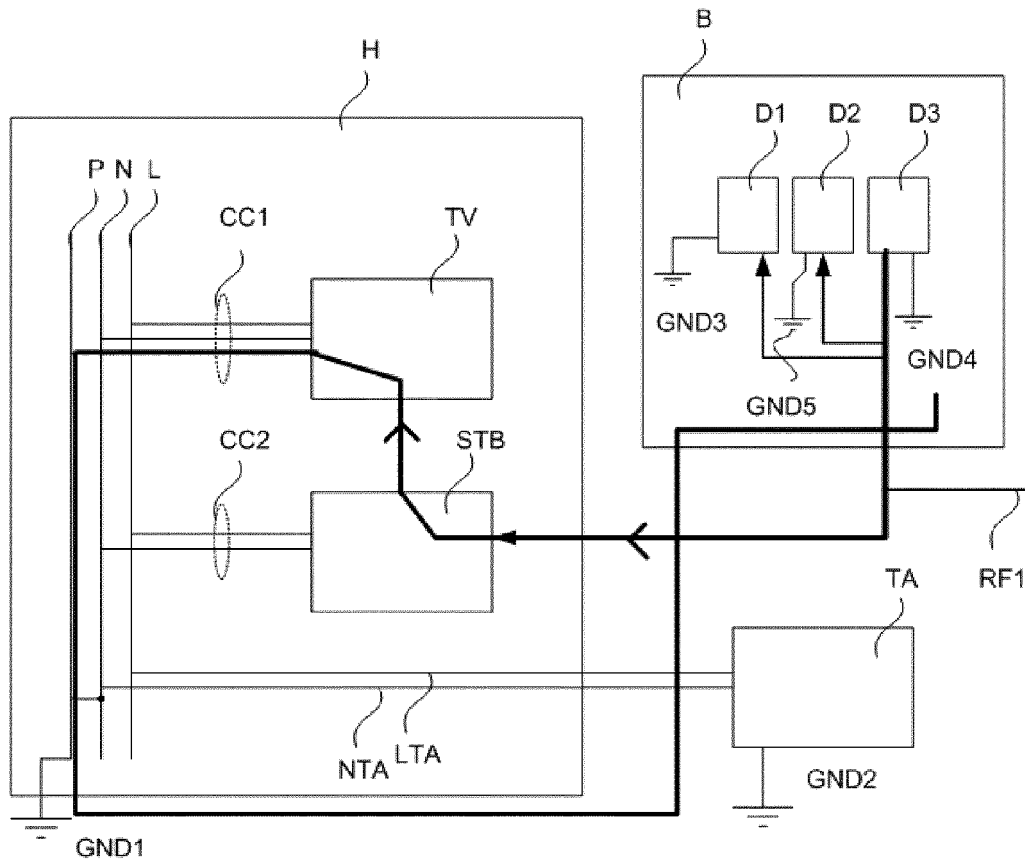 B
H
D1 D2 D3
P N L
CC1
TV
GND3
GND4
GND5
CC2
STB
TA
RF1
LTA
NTA
GND2
GND1